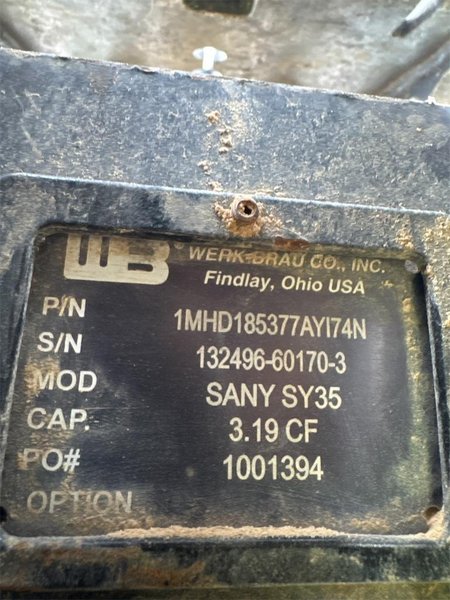 WB WERK-BRAU CO., INC.
Findlay, Ohio USA
P/N 1MHD185377AYI74N
S/N 132496-60170-3
MOD SANY SY35
CAP. 3.19 CF
PO# 1001394
OPTION